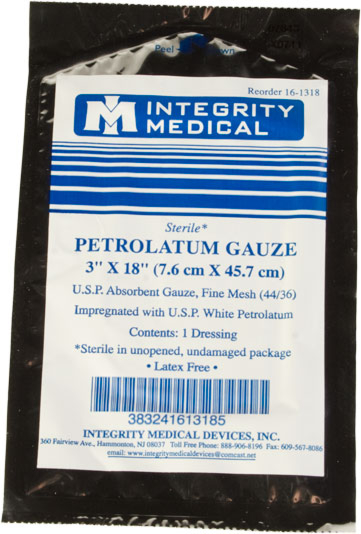 Peel Down
Reorder 16-1318
IM INTEGRITY
MEDICAL
Sterile*
PETROLATUM GAUZE
3" X 18" (7.6 cm X 45.7 cm)
U.S.P. Absorbent Gauze, Fine Mesh (44/36)
Impregnated with U.S.P. White Petrolatum
Contents: 1 Dressing
*Sterile in unopened, undamaged package
• Latex Free •
383241613185
INTEGRITY MEDICAL DEVICES, INC.
360 Fairview Ave., Hammonton, NJ 08037 Toll Free Phone: 888-906-8196 Fax: 609-567-8086
email: www.integritymedicaldevices@comcast.net